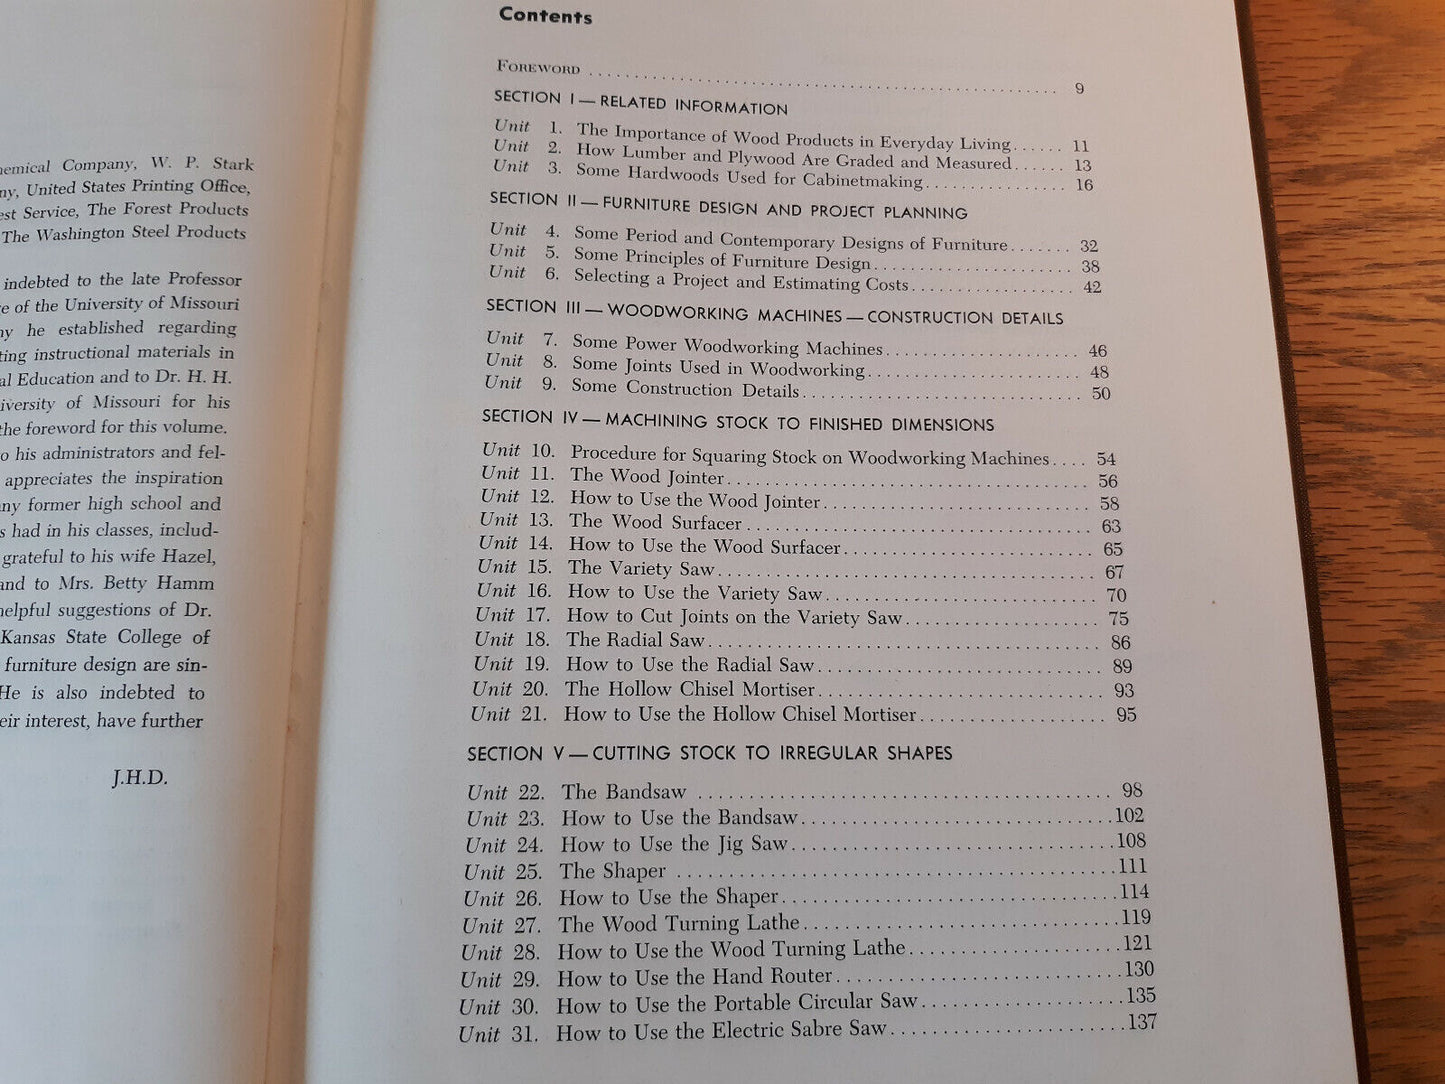 emical Company, W. P. Stark
ny, United States Printing Office,
est Service, The Forest Products
The Washington Steel Products
indebted to the late Professor
e of the University of Missouri
ny he established regarding
ting instructional materials in
al Education and to Dr. H. H.
iversity of Missouri for his
the foreword for this volume.
o his administrators and fel-
appreciates the inspiration
any former high school and
s had in his classes, includ-
grateful to his wife Hazel,
and to Mrs. Betty Hamm
helpful suggestions of Dr.
Kansas State College of
furniture design are sin-
He is also indebted to
eir interest, have further
J.H.D.
Contents
FOREWORD . . . . . 9
SECTION I — RELATED INFORMATION
Unit 1. The Importance of Wood Products in Everyday Living. . . . . . 11
Unit 2. How Lumber and Plywood Are Graded and Measured. . . . . . 13
Unit 3. Some Hardwoods Used for Cabinetmaking. . . . . 16
SECTION II — FURNITURE DESIGN AND PROJECT PLANNING
Unit 4. Some Period and Contemporary Designs of Furniture. . . . . . . 32
Unit 5. Some Principles of Furniture Design. . . . . 38
Unit 6. Selecting a Project and Estimating Costs. . . . . 42
SECTION III — WOODWORKING MACHINES — CONSTRUCTION DETAILS
Unit 7. Some Power Woodworking Machines. . . . . 46
Unit 8. Some Joints Used in Woodworking. . . . . 48
Unit 9. Some Construction Details. . . . . 50
SECTION IV — MACHINING STOCK TO FINISHED DIMENSIONS
Unit 10. Procedure for Squaring Stock on Woodworking Machines. . . . 54
Unit 11. The Wood Jointer. . . . . 56
Unit 12. How to Use the Wood Jointer. . . . . 58
Unit 13. The Wood Surfacer . . . . . 63
Unit 14. How to Use the Wood Surfacer. . . . . 65
Unit 15. The Variety Saw. . . . . 67
Unit 16. How to Use the Variety Saw. . . . . 70
Unit 17. How to Cut Joints on the Variety Saw. . . . . 75
Unit 18. The Radial Saw. . . . . 86
Unit 19. How to Use the Radial Saw. . . . . 89
Unit 20. The Hollow Chisel Mortiser. . . . . 93
Unit 21. How to Use the Hollow Chisel Mortiser. . . . . 95
SECTION V — CUTTING STOCK TO IRREGULAR SHAPES
Unit 22. The Bandsaw . . . . . 98
Unit 23. How to Use the Bandsaw. . . . . 102
Unit 24. How to Use the Jig Saw. . . . . 108
Unit 25. The Shaper . . . . . 111
Unit 26. How to Use the Shaper. . . . . 114
Unit 27. The Wood Turning Lathe. . . . . 119
Unit 28. How to Use the Wood Turning Lathe. . . . . 121
Unit 29. How to Use the Hand Router. . . . . 130
Unit 30. How to Use the Portable Circular Saw. . . . . 135
Unit 31. How to Use the Electric Sabre Saw. . . . . 137